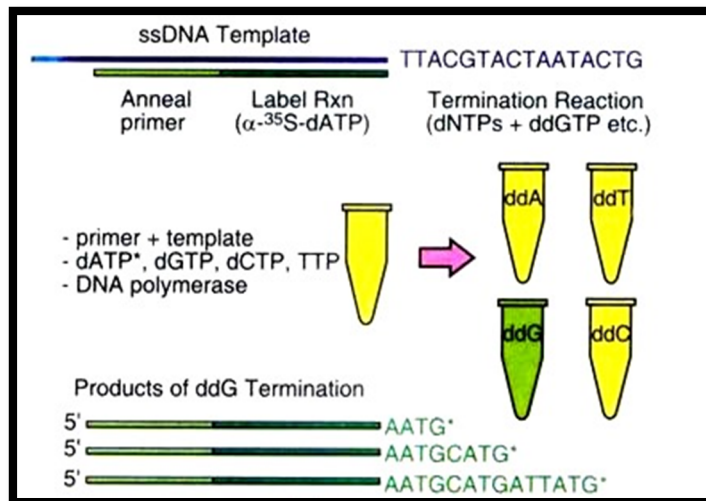 ssDNA Template
TTACGTACTAATACTG
Anneal primer
Label Rxn (α-³⁵S-dATP)
Termination Reaction
(dNTPs + ddGTP etc.)
ddA
ddT
- primer + template
- dATP*, dGTP, dCTP, TTP
- DNA polymerase
ddG
ddC
Products of ddG Termination
5' AATG*
5' AATGCATG*
5' AATGCATGATTATG*